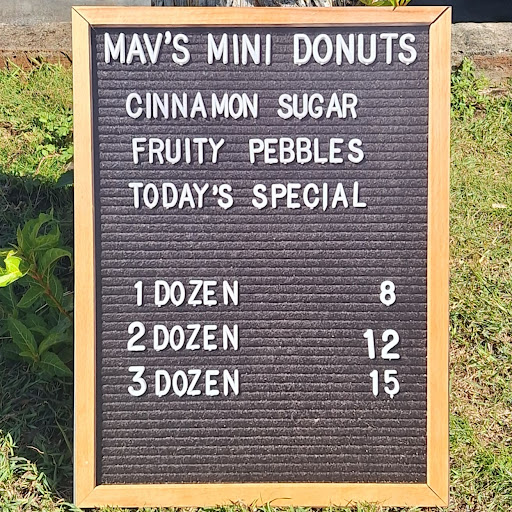 MAV'S MINI DONUTS
CINNAMON SUGAR
FRUITY PEBBLES
TODAY'S SPECIAL
1 DOZEN 8
2 DOZEN 12
3 DOZEN 15